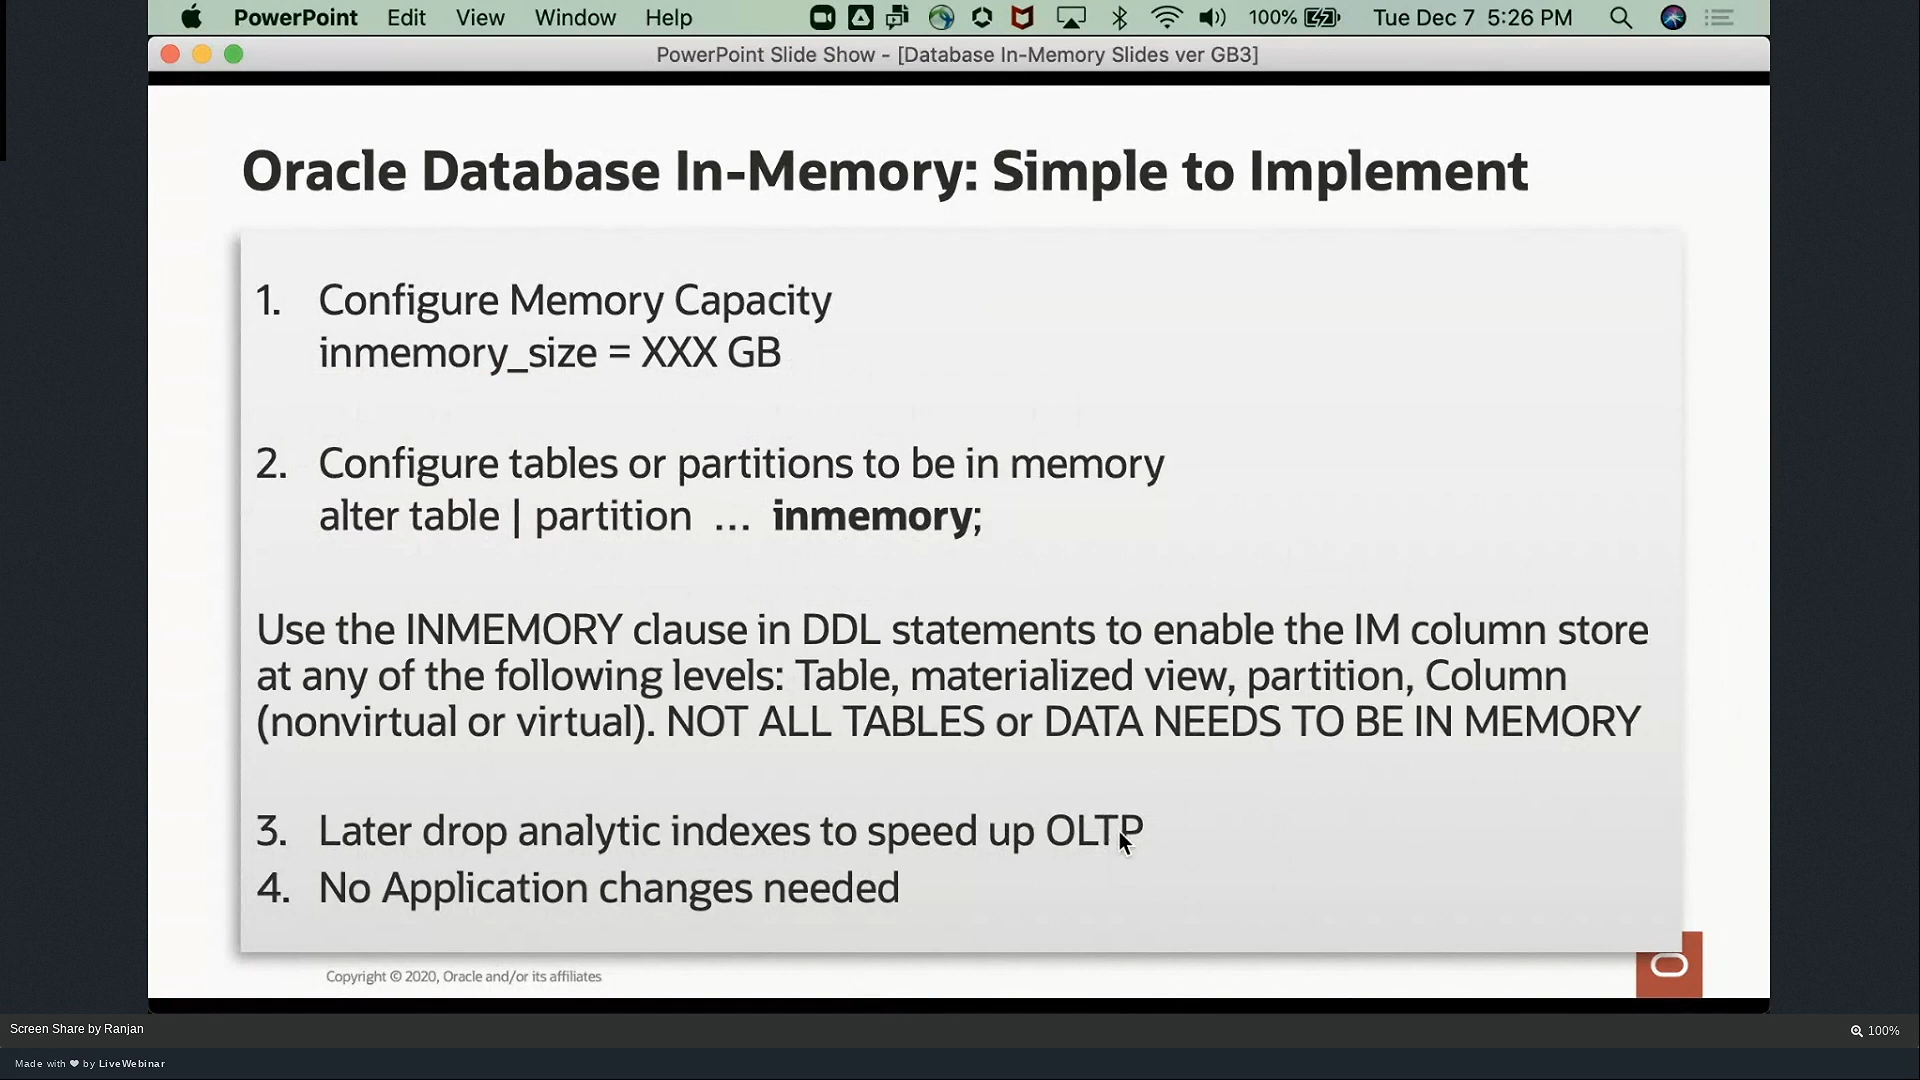 PowerPoint Edit View Window Help 100% Tue Dec 7 5:26 PM
PowerPoint Slide Show - [Database In-Memory Slides ver GB3]
Oracle Database In-Memory: Simple to Implement
1. Configure Memory Capacity
inmemory_size = XXX GB
2. Configure tables or partitions to be in memory
alter table | partition ... inmemory;
Use the INMEMORY clause in DDL statements to enable the IM column store
at any of the following levels: Table, materialized view, partition, Column
(nonvirtual or virtual). NOT ALL TABLES or DATA NEEDS TO BE IN MEMORY
3. Later drop analytic indexes to speed up OLTP
4. No Application changes needed
Copyright © 2020, Oracle and/or its affiliates
Screen Share by Ranjan
100%
Made with ♥ by LiveWebinar